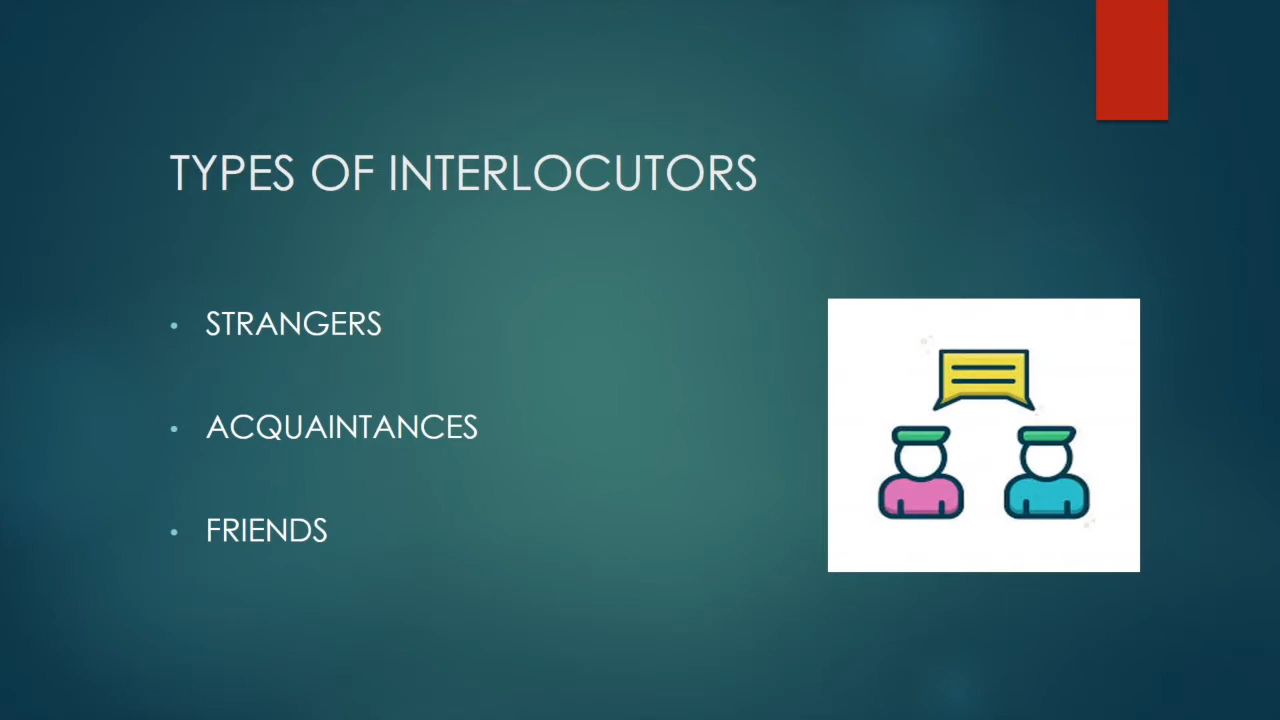 TYPES OF INTERLOCUTORS
• STRANGERS
• ACQUAINTANCES
• FRIENDS